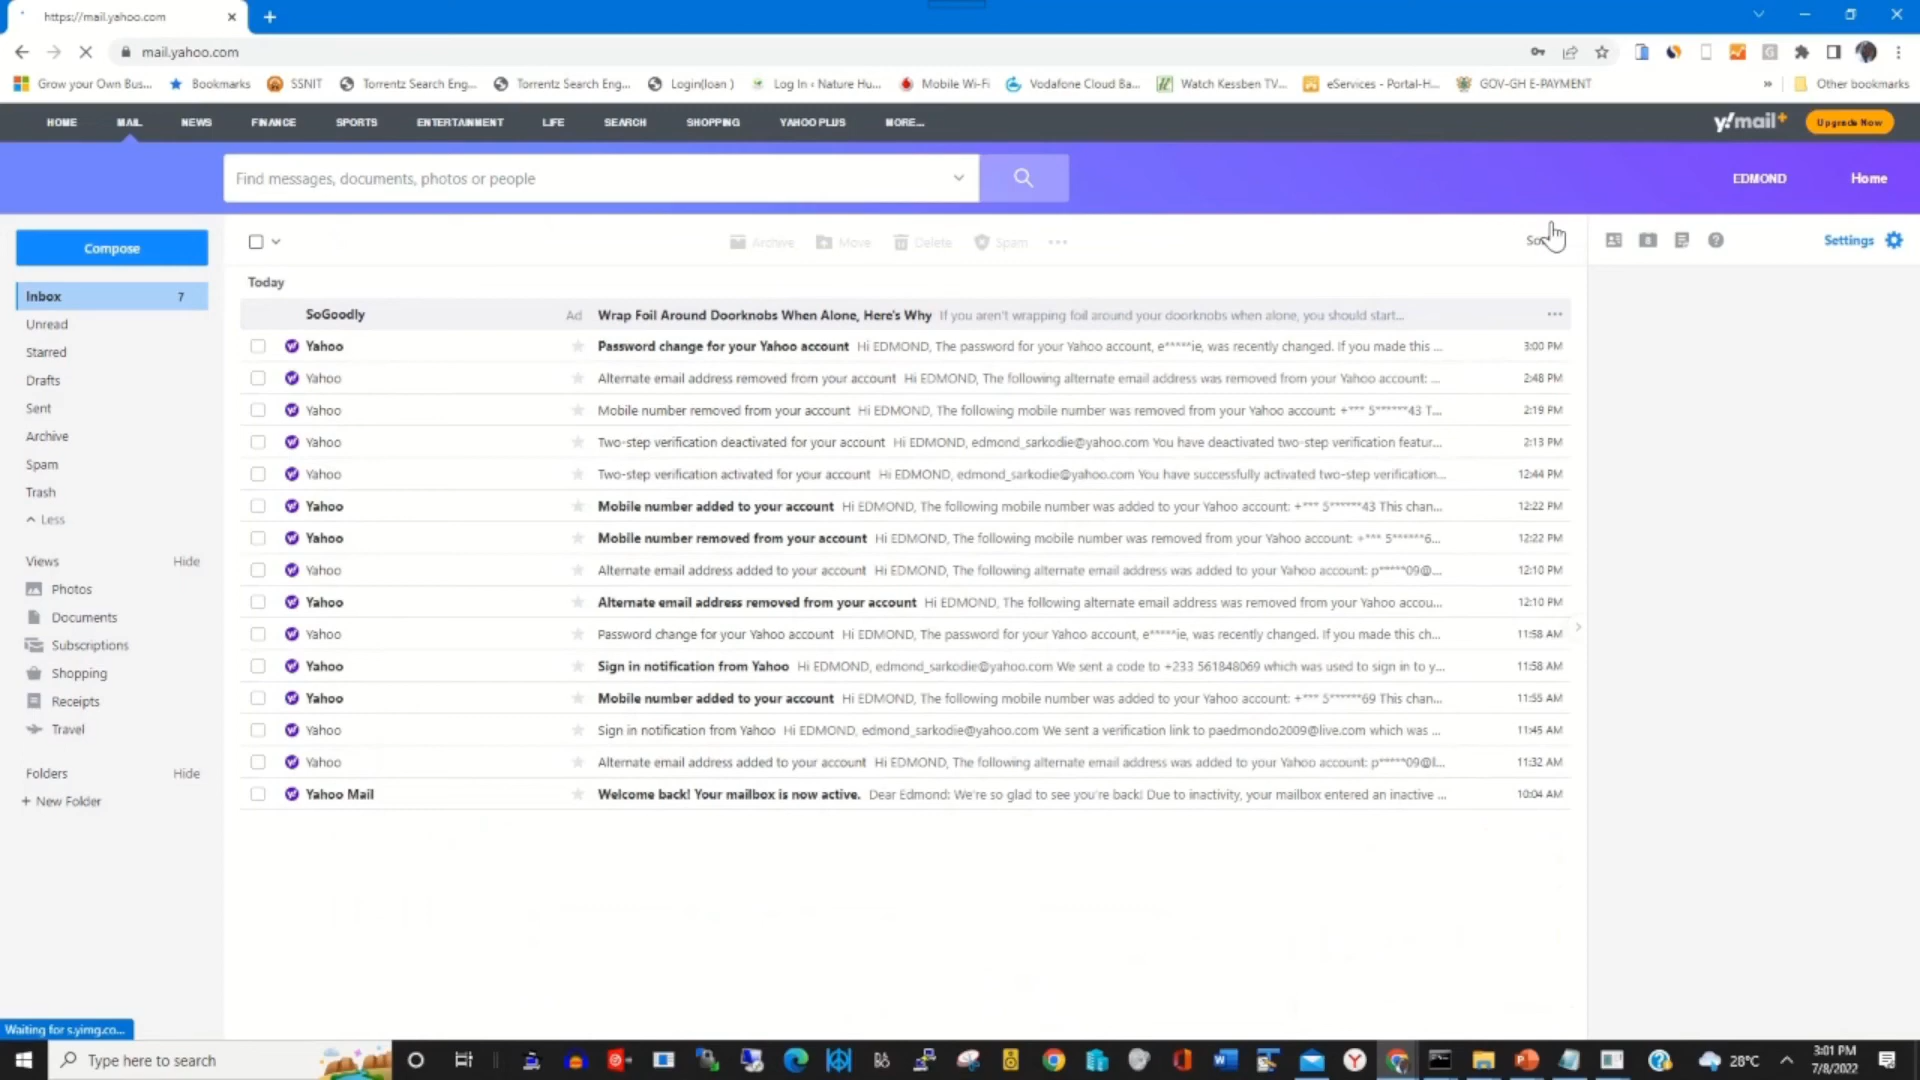 https://mail.yahoo.com
mail.yahoo.com
Grow your Own Bus... Bookmarks SSNIT Torrentz Search Eng... Torrentz Search Eng... Login(loan ) Log In ‹ Nature Hu... Mobile Wi-Fi Vodafone Cloud Ba... Watch Kessben TV... eServices - Portal-H... GOV-GH E-PAYMENT » Other bookmarks
HOME MAIL NEWS FINANCE SPORTS ENTERTAINMENT LIFE SEARCH SHOPPING YAHOO PLUS MORE... y!mail+ Upgrade Now
Find messages, documents, photos or people EDMOND Home
Compose Archive Move Delete Spam Settings
Today
Inbox 7
Unread
Starred
Drafts
Sent
Archive
Spam
Trash
Less
Views Hide
Photos
Documents
Subscriptions
Shopping
Receipts
Travel
Folders Hide
+ New Folder
SoGoodly Ad Wrap Foil Around Doorknobs When Alone, Here's Why If you aren't wrapping foil around your doorknobs when alone, you should start...
Yahoo Password change for your Yahoo account Hi EDMOND, The password for your Yahoo account, e*****ie, was recently changed. If you made this ... 3:00 PM
Yahoo Alternate email address removed from your account Hi EDMOND, The following alternate email address was removed from your Yahoo account: ... 2:48 PM
Yahoo Mobile number removed from your account Hi EDMOND, The following mobile number was removed from your Yahoo account: +*** 5******43 T... 2:19 PM
Yahoo Two-step verification deactivated for your account Hi EDMOND, edmond_sarkodie@yahoo.com You have deactivated two-step verification featur... 2:13 PM
Yahoo Two-step verification activated for your account Hi EDMOND, edmond_sarkodie@yahoo.com You have successfully activated two-step verification... 12:44 PM
Yahoo Mobile number added to your account Hi EDMOND, The following mobile number was added to your Yahoo account: +*** 5******43 This chan... 12:22 PM
Yahoo Mobile number removed from your account Hi EDMOND, The following mobile number was removed from your Yahoo account: +*** 5******6... 12:22 PM
Yahoo Alternate email address added to your account Hi EDMOND, The following alternate email address was added to your Yahoo account: p*****09@... 12:10 PM
Yahoo Alternate email address removed from your account Hi EDMOND, The following alternate email address was removed from your Yahoo accou... 12:10 PM
Yahoo Password change for your Yahoo account Hi EDMOND, The password for your Yahoo account, e*****ie, was recently changed. If you made this ch... 11:58 AM
Yahoo Sign in notification from Yahoo Hi EDMOND, edmond_sarkodie@yahoo.com We sent a code to +233 561848069 which was used to sign in to y... 11:58 AM
Yahoo Mobile number added to your account Hi EDMOND, The following mobile number was added to your Yahoo account: +*** 5******69 This chan... 11:55 AM
Yahoo Sign in notification from Yahoo Hi EDMOND, edmond_sarkodie@yahoo.com We sent a verification link to paedmondo2009@live.com which was ... 11:45 AM
Yahoo Alternate email address added to your account Hi EDMOND, The following alternate email address was added to your Yahoo account: p*****09@l... 11:32 AM
Yahoo Mail Welcome back! Your mailbox is now active. Dear Edmond: We're so glad to see you're back! Due to inactivity, your mailbox entered an inactive ... 10:04 AM
Waiting for s.yimg.co...
Type here to search 28°C 3:01 PM
7/8/2022